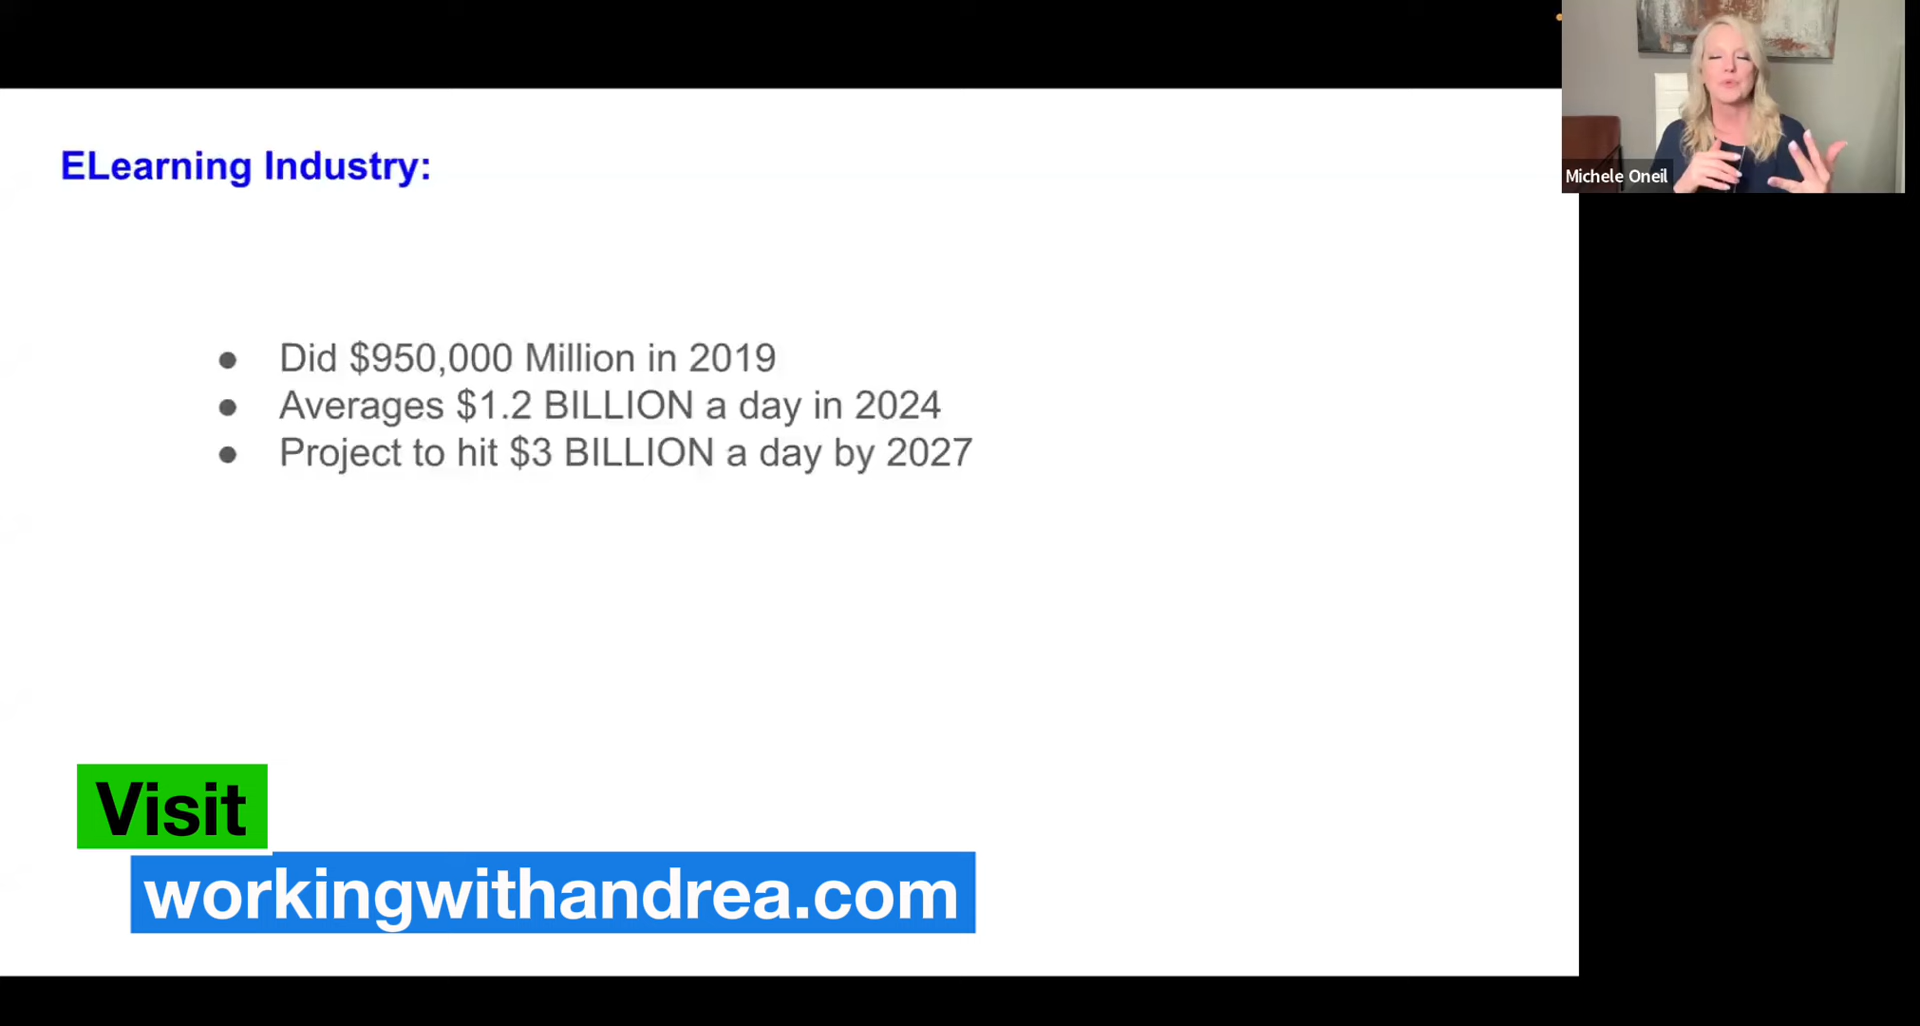 Michele Oneil
ELearning Industry:
● Did $950,000 Million in 2019
● Averages $1.2 BILLION a day in 2024
● Project to hit $3 BILLION a day by 2027
Visit
workingwithandrea.com